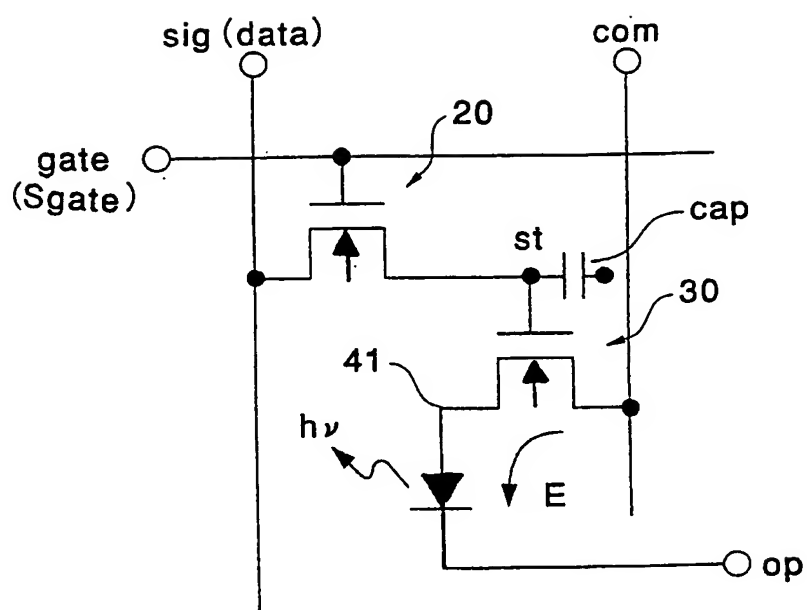 sig (data)
com
20
gate
(Sgate)
cap
st
30
41
hν
E
op